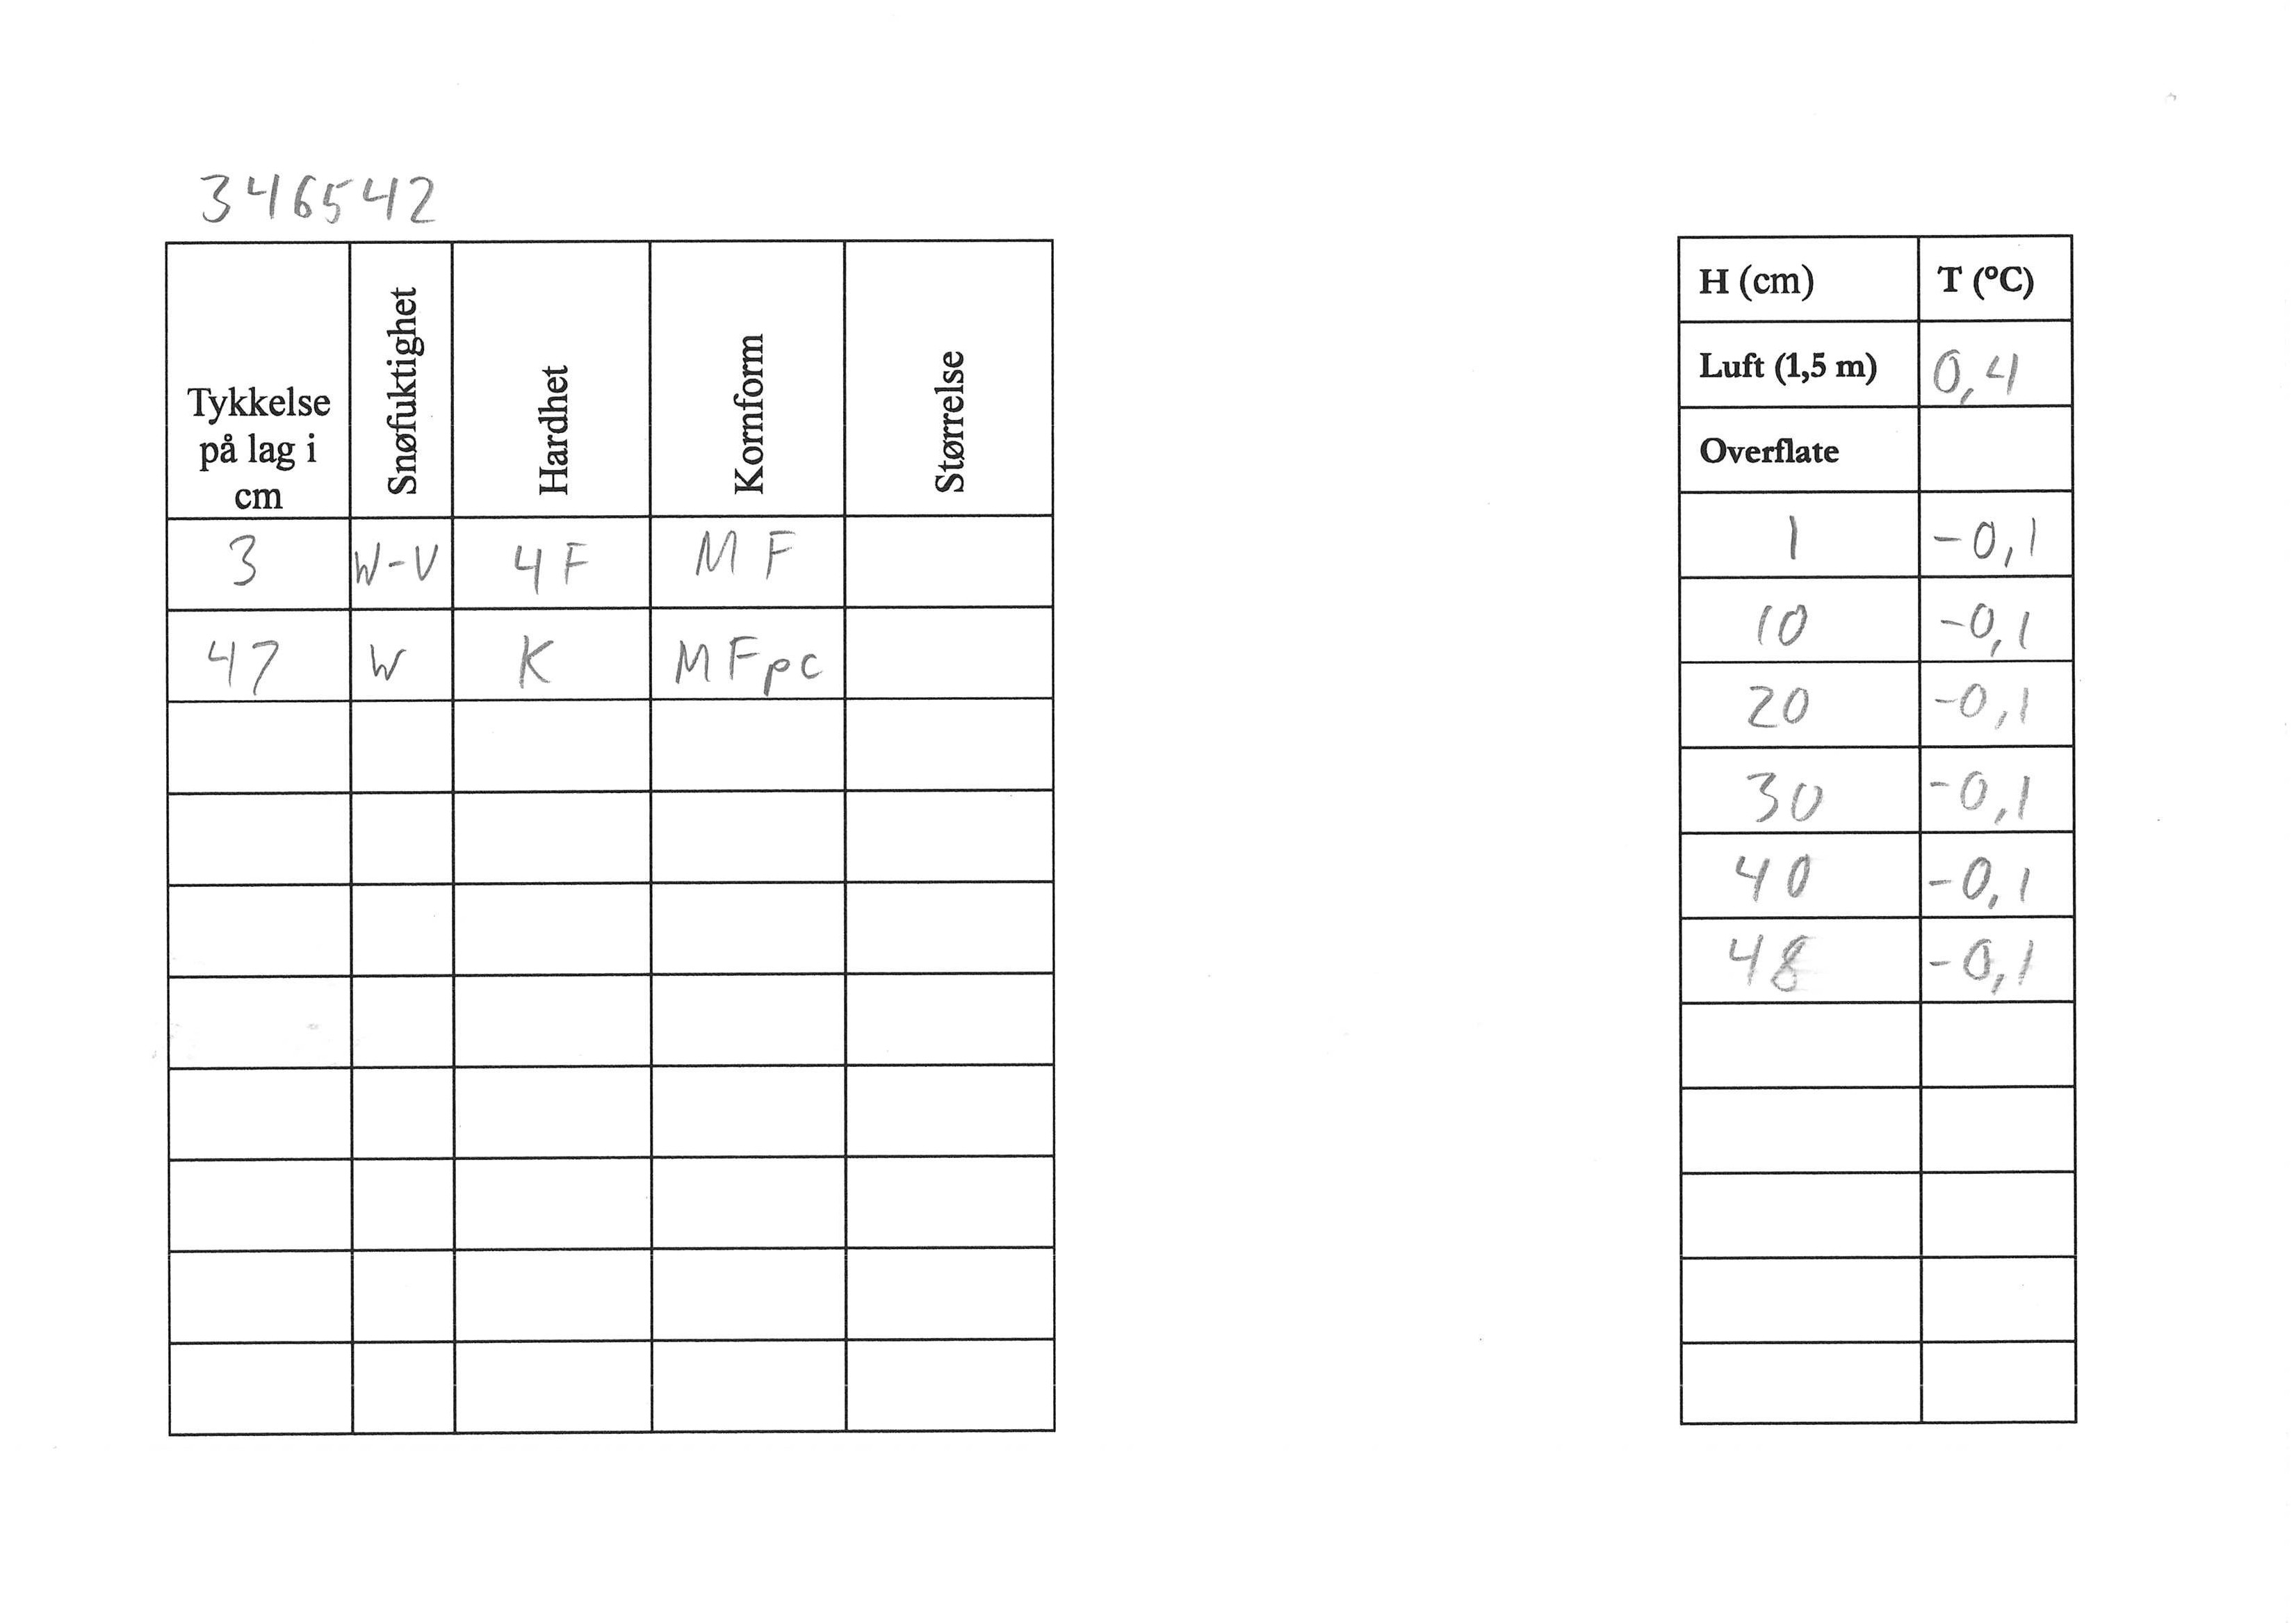 346542
Tykkelse på lag i cm Snøfuktighet Hardhet Kornform Størrelse
3 W-V 4F MF
47 W K MFpc
H (cm) T (°C)
Luft (1,5 m) 0,4
Overflate
1 -0,1
10 -0,1
20 -0,1
30 -0,1
40 -0,1
48 -0,1